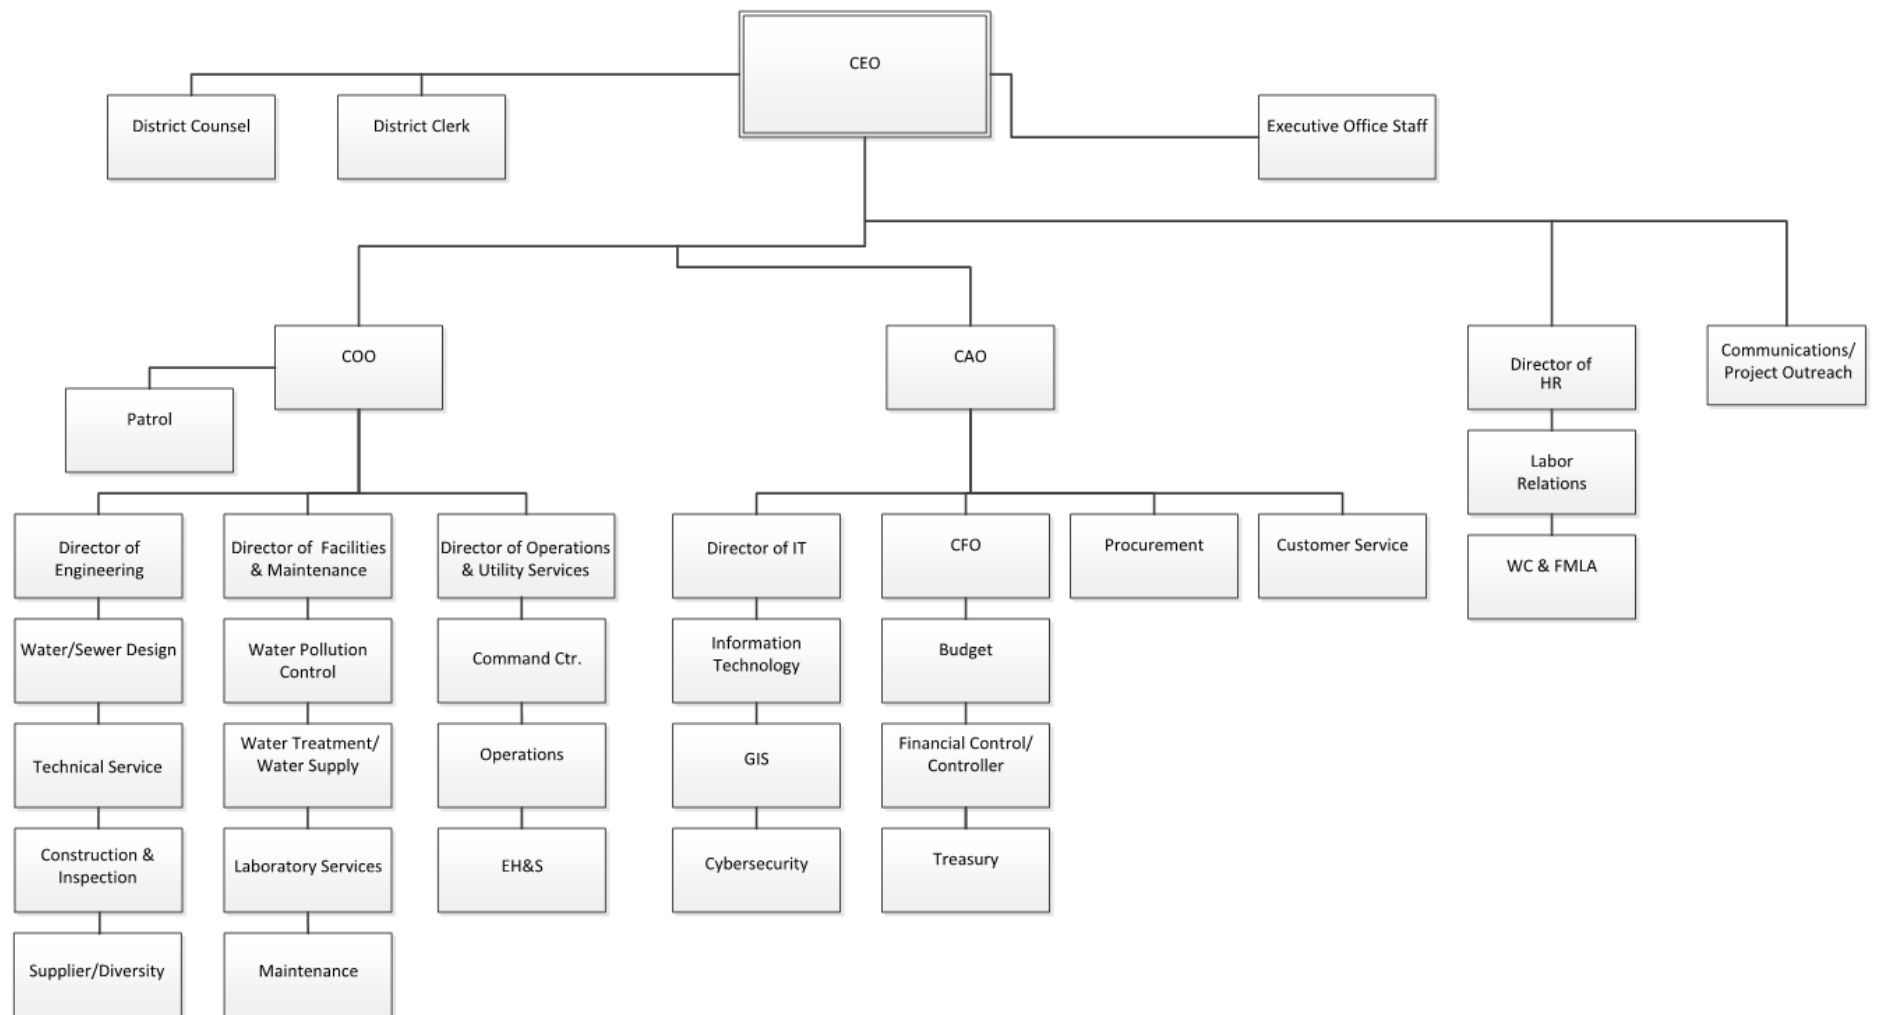 CEO
District Counsel
District Clerk
Executive Office Staff
COO
CAO
Director of
HR
Communications/
Project Outreach
Patrol
Labor
Relations
Director of
Engineering
Director of  Facilities
& Maintenance
Director of Operations
& Utility Services
Director of IT
CFO
Procurement
Customer Service
WC & FMLA
Water/Sewer Design
Water Pollution
Control
Command Ctr.
Information
Technology
Budget
Technical Service
Water Treatment/
Water Supply
Operations
GIS
Financial Control/
Controller
Construction &
Inspection
Laboratory Services
EH&S
Cybersecurity
Treasury
Supplier/Diversity
Maintenance